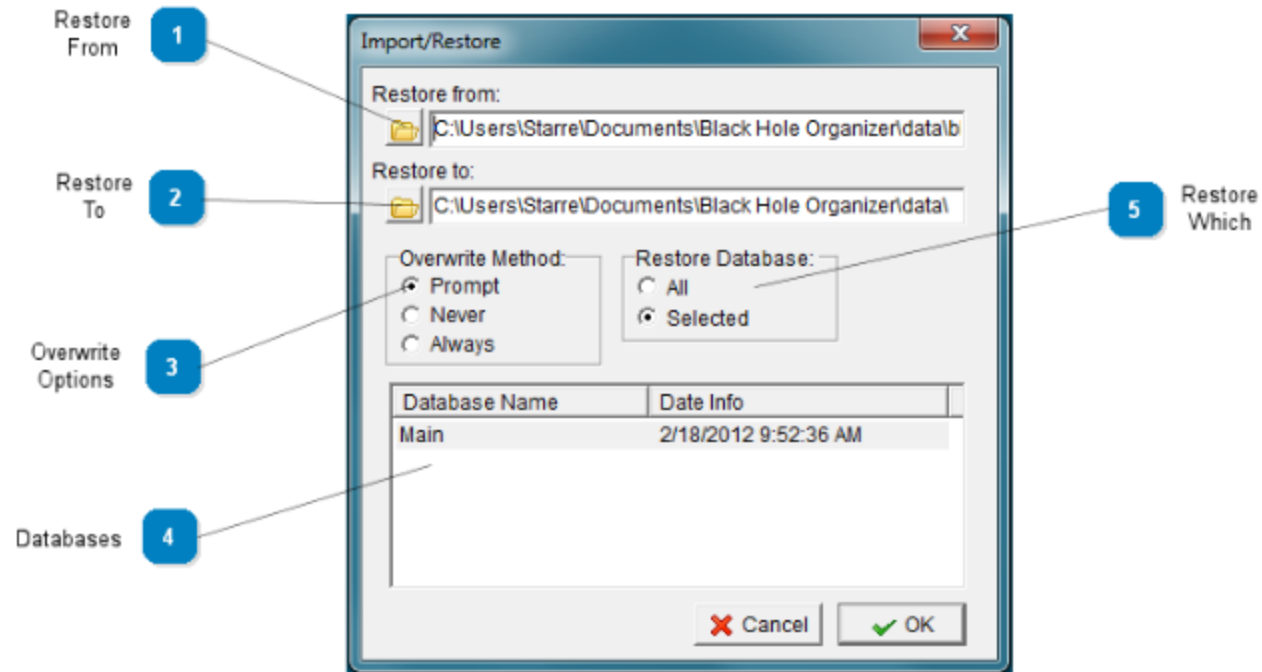 Restore
From
1
Import/Restore
Restore from:
C:\Users\Starre\Documents\Black Hole Organizer\data\b
Restore to:
Restore
To
2
C:\Users\Starre\Documents\Black Hole Organizer\data\
5
Restore
Which
Overwrite Method:
Restore Database:
Prompt
All
Never
Selected
Always
Overwrite
Options
3
Database Name
Date Info
Main
2/18/2012 9:52:36 AM
Databases
4
Cancel
OK